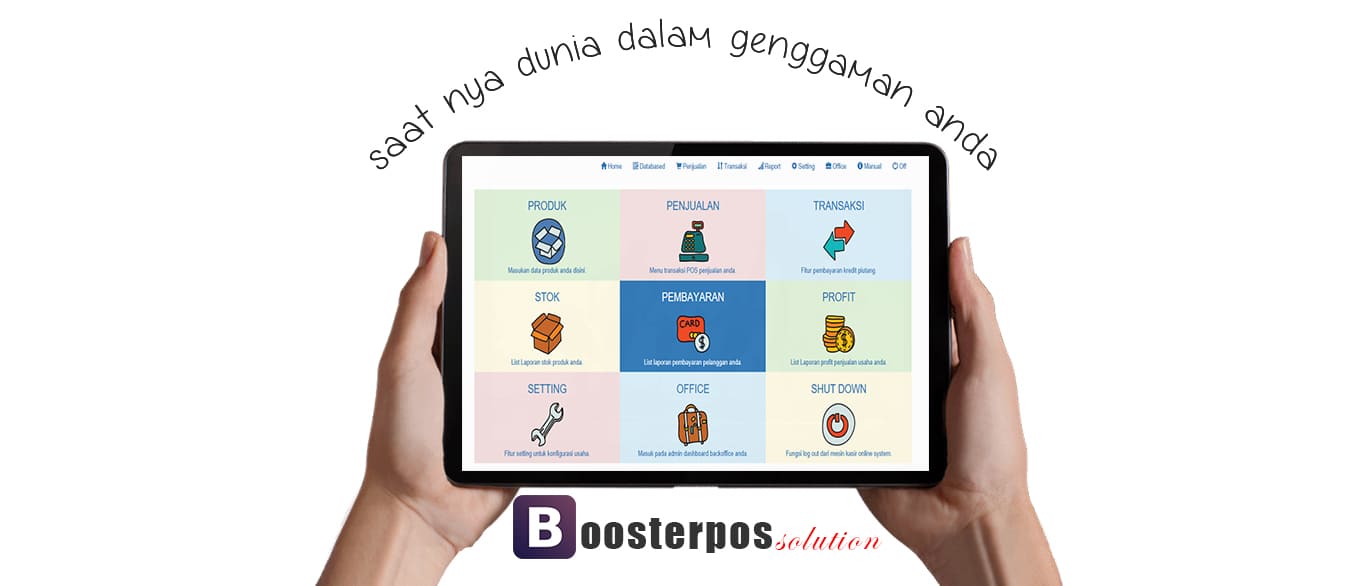 saat nya dunia dalam genggaman anda
Home Databased Penjualan Transaksi Report Setting Office Manual Off
PRODUK
Masukan data produk anda disini.
PENJUALAN
Menu transaksi POS penjualan anda.
TRANSAKSI
Fitur pembayaran kredit piutang.
STOK
List Laporan stok produk anda.
PEMBAYARAN
CARD
$
List laporan pembayaran pelanggan anda.
PROFIT
List Laporan profit penjualan usaha anda.
SETTING
Fitur setting untuk konfigurasi usaha.
OFFICE
Masuk pada admin dashboard backoffice anda.
SHUT DOWN
Fungsi log out dari mesin kasir online system.
Boosterpos solution